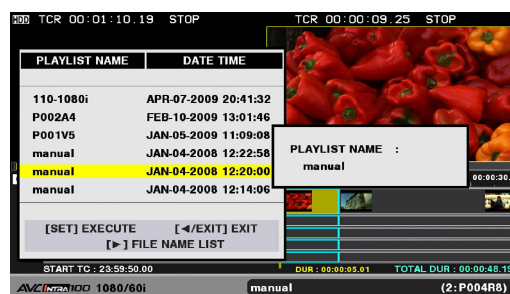 HDD TCR 00:01:10.19 STOP TCR 00:00:09.25 STOP
PLAYLIST NAME DATE TIME
110-1080i APR-07-2009 20:41:32
P002A4 FEB-10-2009 13:01:46
P001V5 JAN-05-2009 11:09:08
manual JAN-04-2008 12:22:58
manual JAN-04-2008 12:20:00
manual JAN-04-2008 12:14:06
[SET] EXECUTE [◄/EXIT] EXIT
[►] FILE NAME LIST
PLAYLIST NAME :
manual
00:00:30.
START TC : 23:59:50.00 DUR : 00:00:05.01 TOTAL DUR : 00:00:48.19
AVC INTRA 100 1080/60i manual (2:P004R8)